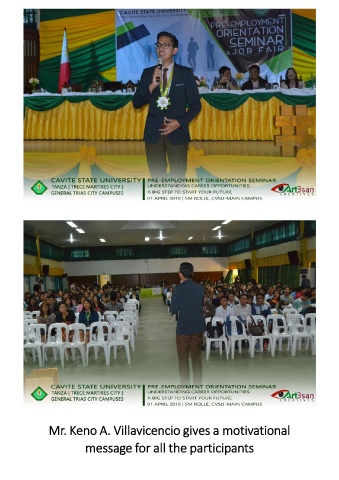 CAVITE STATE UNIVERSITY
PRE-EMPLOYMENT
ORIENTATION
SEMINAR
& JOB FAIR
CAVITE STATE UNIVERSITY
TANZA | TRECE MARTIRES CITY |
GENERAL TRIAS CITY CAMPUSES
PRE-EMPLOYMENT ORIENTATION SEMINAR
UNDERSTANDING CAREER OPPORTUNITIES
A BIG STEP TO START YOUR FUTURE
01 APRIL 2019 | SM ROLLE, CVSU-MAIN CAMPUS
Art3san
CREATIVES
CAVITE STATE UNIVERSITY
TANZA | TRECE MARTIRES CITY |
GENERAL TRIAS CITY CAMPUSES
PRE-EMPLOYMENT ORIENTATION SEMINAR
UNDERSTANDING CAREER OPPORTUNITIES
A BIG STEP TO START YOUR FUTURE
01 APRIL 2019 | SM ROLLE, CVSU-MAIN CAMPUS
Art3san
CREATIVES
Mr. Keno A. Villavicencio gives a motivational
message for all the participants